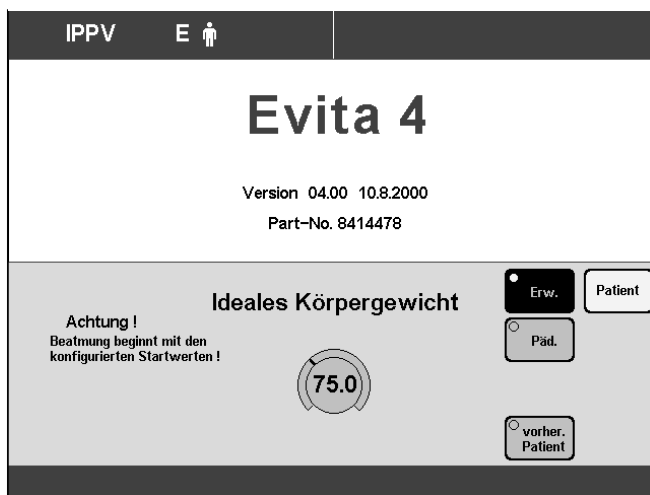 IPPV E
Evita 4
Version 04.00 10.8.2000
Part-No. 8414478
Ideales Körpergewicht
Achtung !
Beatmung beginnt mit den
konfigurierten Startwerten !
75.0
Erw.
Patient
Päd.
vorher.
Patient